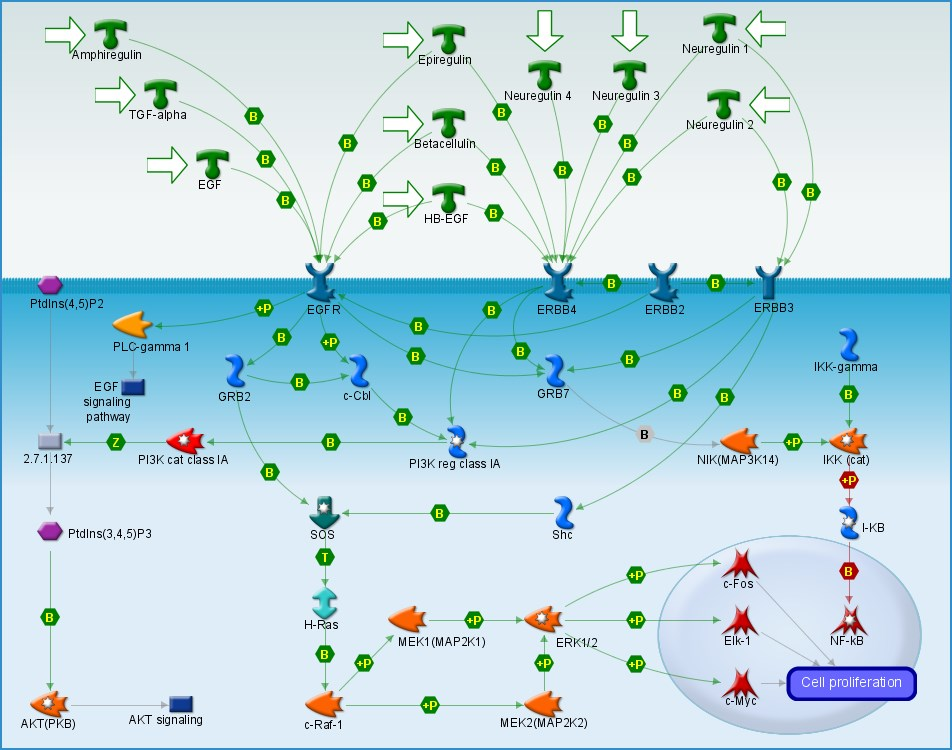 Amphiregulin
Epiregulin
Neuregulin 1
TGF-alpha
Neuregulin 4
Neuregulin 3
B
B
Neuregulin 2
B
B
B
Betacellulin
B
B
B
EGF
B
B
B
B
B
B
B
HB-EGF
B
B
PtdIns(4,5)P2
EGFR
ERBB4
B
ERBB2
B
ERBB3
+P
B
PLC-gamma 1
B
B
+P
B
B
B
IKK-gamma
EGF
signaling
pathway
GRB2
B
c-Cbl
GRB7
B
B
B
B
B
2.7.1.137
Z
PI3K cat class IA
B
PI3K reg class IA
NIK(MAP3K14)
+P
IKK (cat)
B
+P
PtdIns(3,4,5)P3
SOS
B
Shc
I-KB
T
B
c-Fos
+P
B
H-Ras
MEK1(MAP2K1)
+P
ERK1/2
+P
Elk-1
NF-kB
B
+P
+P
+P
Cell proliferation
AKT(PKB)
AKT signaling
c-Raf-1
+P
MEK2(MAP2K2)
c-Myc